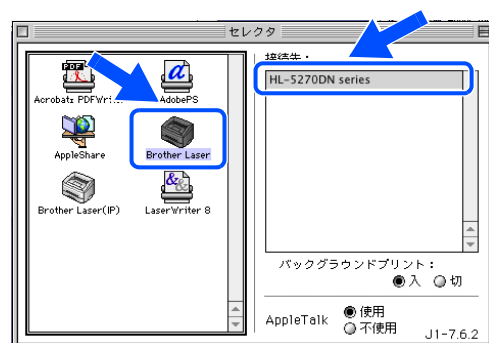 セレクタ
Acrobat™ PDFWriter
AdobePS
AppleShare
Brother Laser
Brother Laser(IP)
LaserWriter 8
接続先：
HL-5270DN series
バックグラウンドプリント：
入 切
AppleTalk
使用
不使用
J1-7.6.2